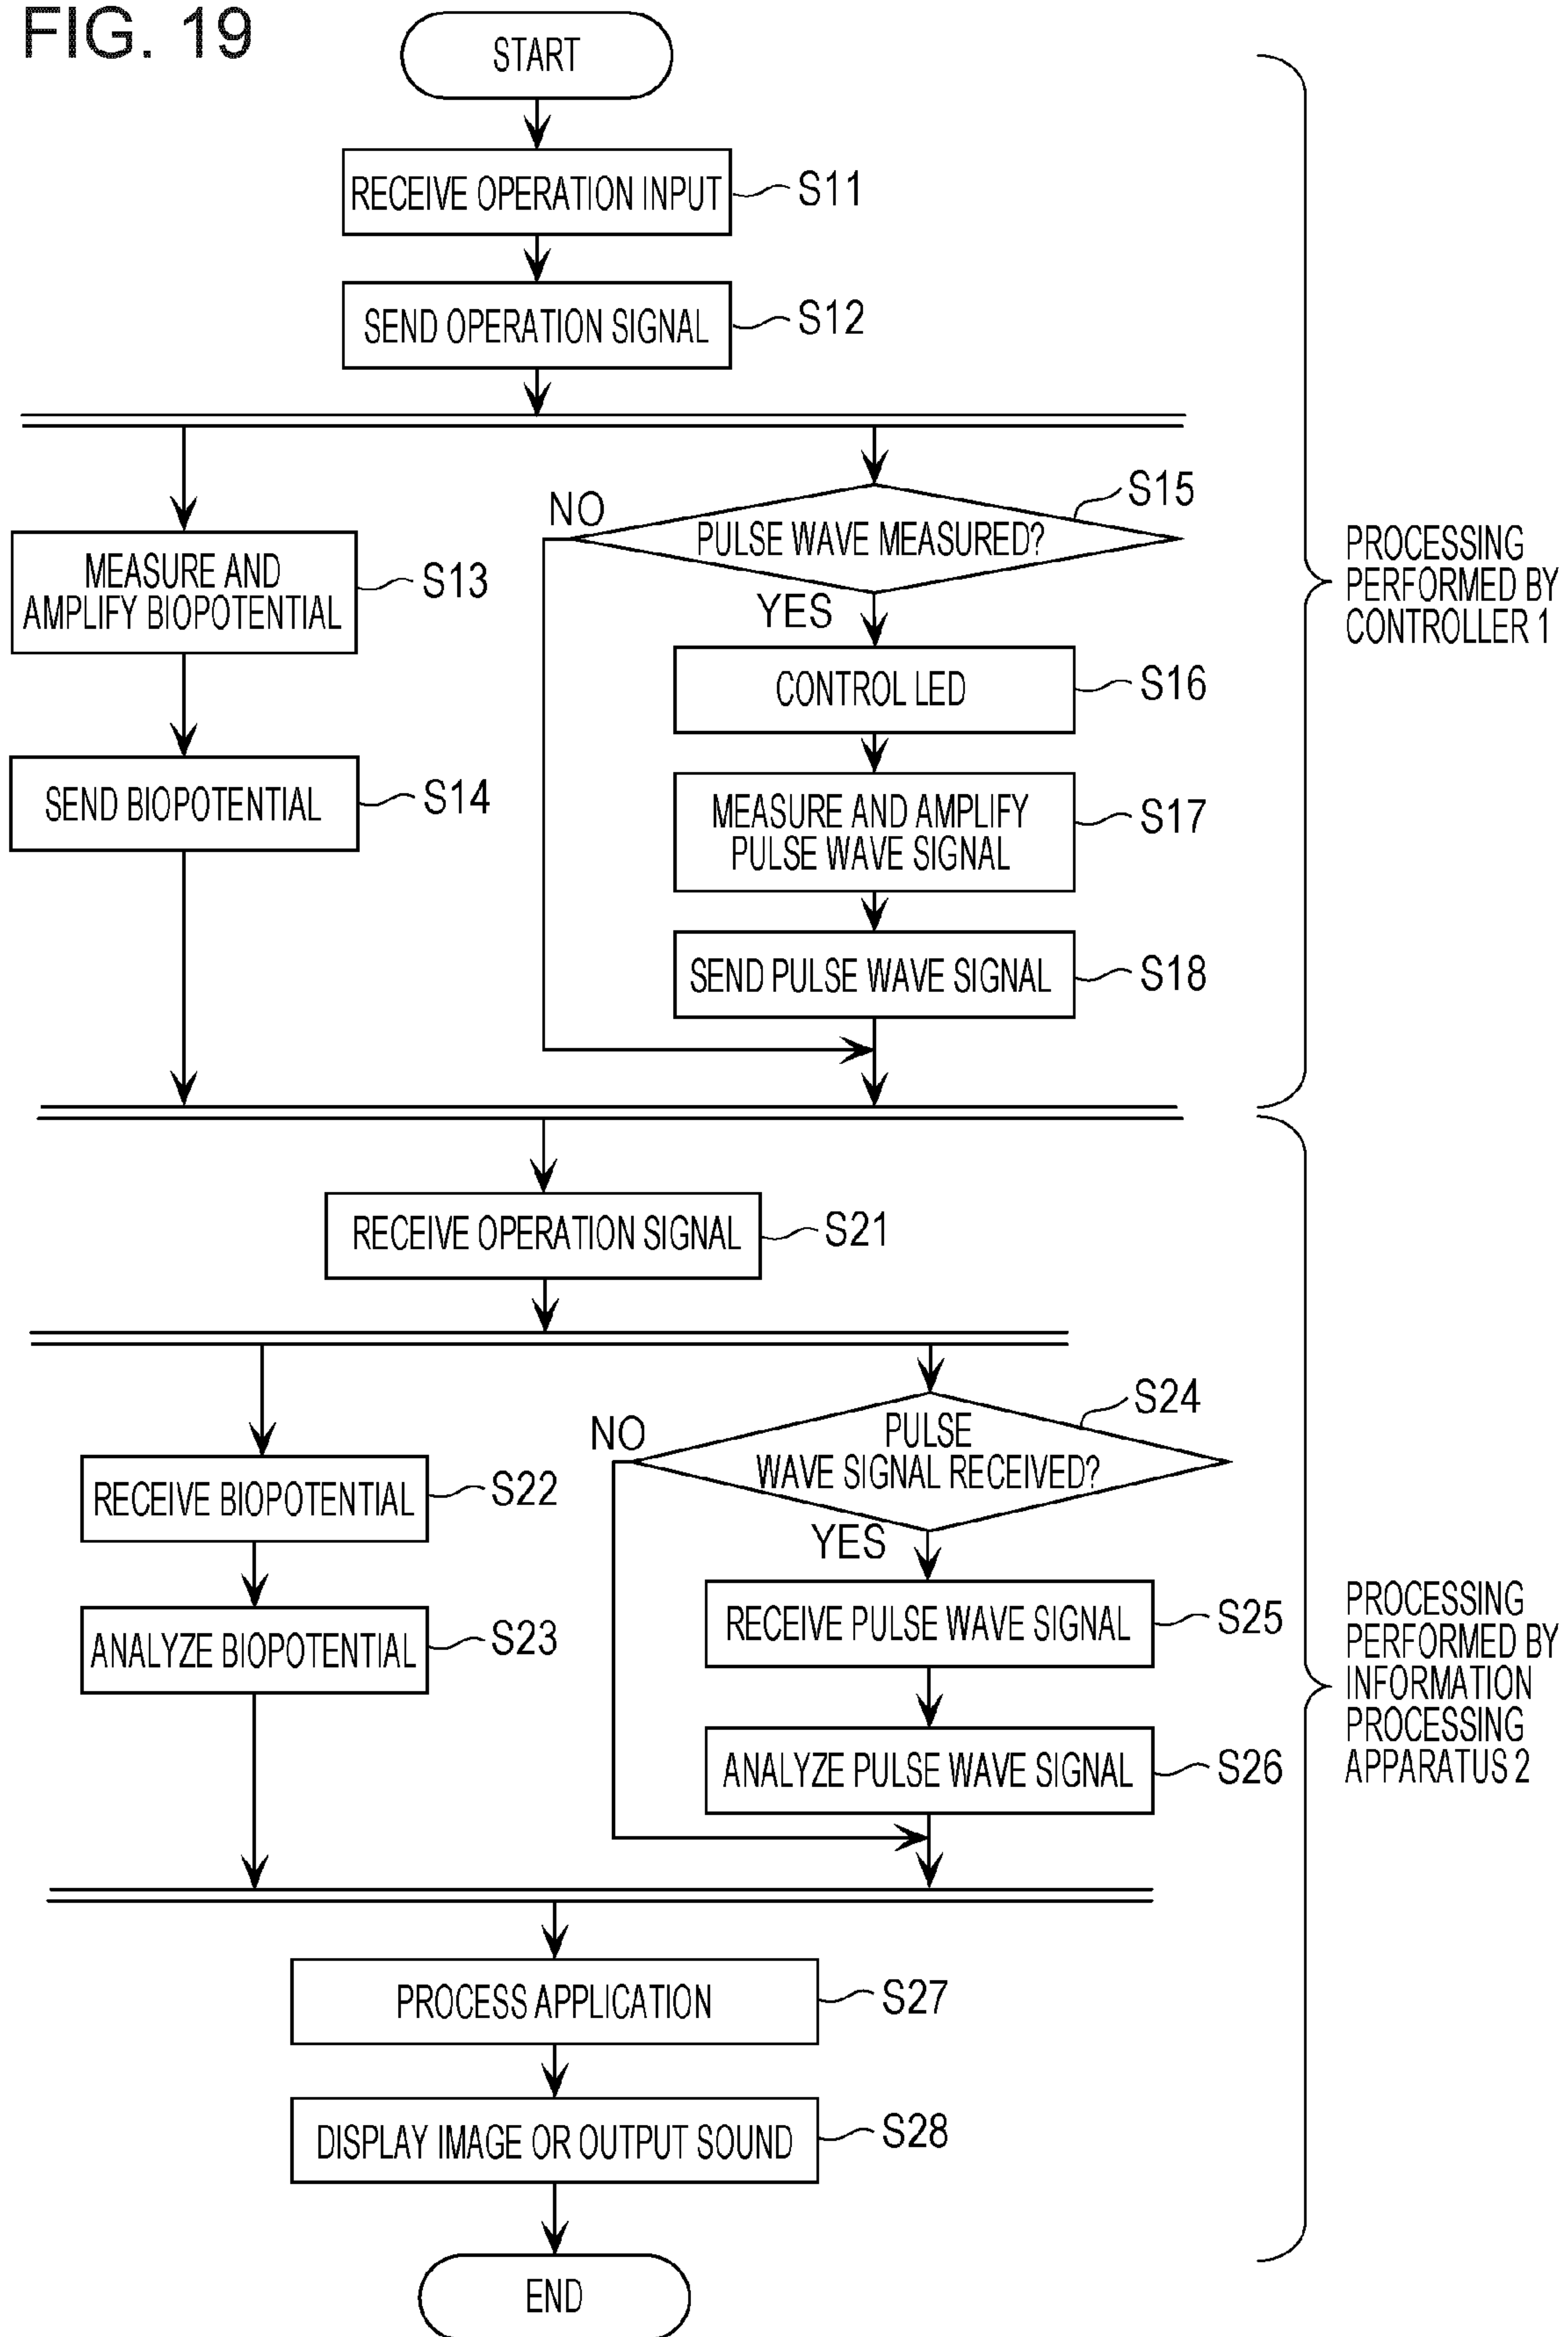 FIG. 19
START
RECEIVE OPERATION INPUT
S11
SEND OPERATION SIGNAL
S12
MEASURE AND
AMPLIFY BIOPOTENTIAL
S13
SEND BIOPOTENTIAL
S14
PULSE WAVE MEASURED?
S15
NO
YES
CONTROL LED
S16
MEASURE AND AMPLIFY
PULSE WAVE SIGNAL
S17
SEND PULSE WAVE SIGNAL
S18
PROCESSING
PERFORMED BY
CONTROLLER 1
RECEIVE OPERATION SIGNAL
S21
RECEIVE BIOPOTENTIAL
S22
ANALYZE BIOPOTENTIAL
S23
PULSE
WAVE SIGNAL RECEIVED?
S24
NO
YES
RECEIVE PULSE WAVE SIGNAL
S25
ANALYZE PULSE WAVE SIGNAL
S26
PROCESSING
PERFORMED BY
INFORMATION
PROCESSING
APPARATUS 2
PROCESS APPLICATION
S27
DISPLAY IMAGE OR OUTPUT SOUND
S28
END